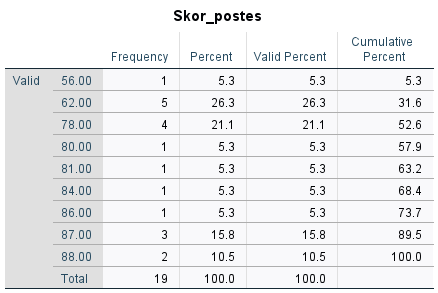 Skor_postes
Frequency Percent Valid Percent Cumulative Percent
Valid 56.00 1 5.3 5.3 5.3
62.00 5 26.3 26.3 31.6
78.00 4 21.1 21.1 52.6
80.00 1 5.3 5.3 57.9
81.00 1 5.3 5.3 63.2
84.00 1 5.3 5.3 68.4
86.00 1 5.3 5.3 73.7
87.00 3 15.8 15.8 89.5
88.00 2 10.5 10.5 100.0
Total 19 100.0 100.0